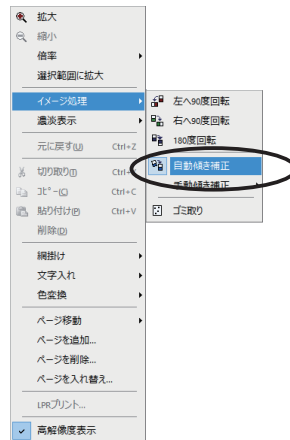 拡大
縮小
倍率
選択範囲に拡大
イメージ処理
濃淡表示
元に戻す(U) Ctrl+Z
切り取り(T) Ctrl+
ｺﾋﾟｰ(C) Ctrl+C
貼り付け(P) Ctrl+V
削除(D)
網掛け
文字入れ
色変換
ページ移動
ページを追加...
ページを削除...
ページを入れ替え...
LPRプリント...
高解像度表示
左へ90度回転
右へ90度回転
180度回転
自動傾き補正
手動傾き補正
ゴミ取り